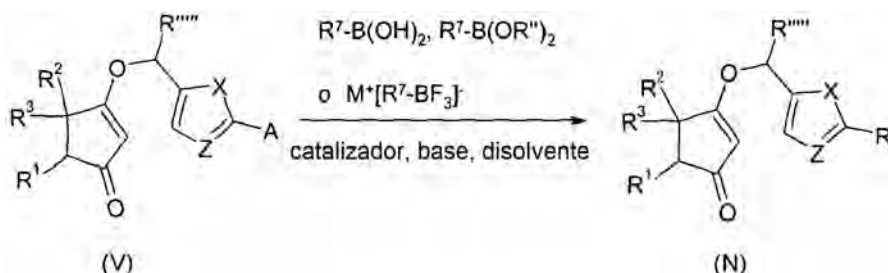 R'''''
R⁷-B(OH)₂, R⁷-B(OR'')₂
R'''''
O
R²
X
R³
A
Z
R¹
O
o M⁺[R⁷-BF₃]⁻
catalizador, base, disolvente
O
R²
X
R³
R
Z
R¹
O
(V)
(N)